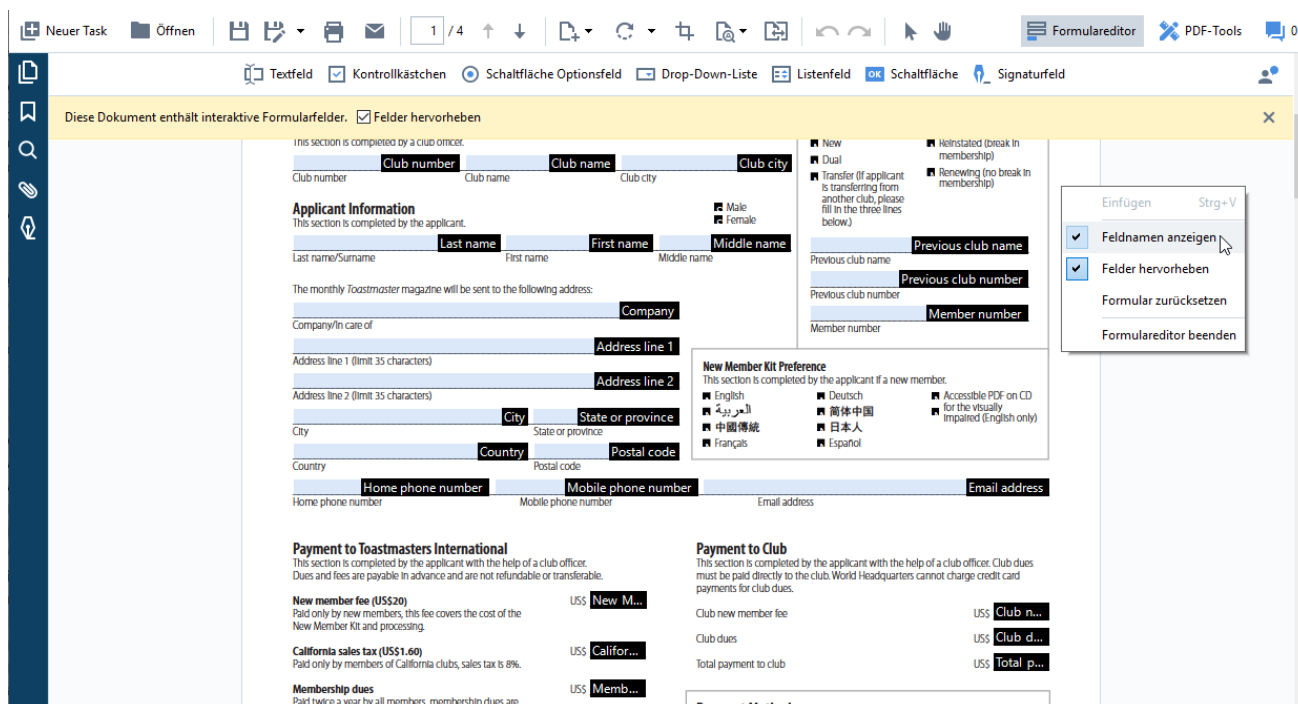 Neuer Task Öffnen 1 / 4 Formulareditor PDF-Tools 0
Textfeld Kontrollkästchen Schaltfläche Optionsfeld Drop-Down-Liste Listenfeld OK Schaltfläche Signaturfeld
Diese Dokument enthält interaktive Formularfelder. Felder hervorheben
This section is completed by a club officer.
Club number Club name Club city
Club number Club name Club city
Applicant Information
This section is completed by the applicant.
Male
Female
Last name First name Middle name
Last name/Surname First name Middle name
The monthly Toastmaster magazine will be sent to the following address:
Company
Company/In care of
Address line 1
Address line 1 (limit 35 characters)
Address line 2
Address line 2 (limit 35 characters)
City State or province
City State or province
Country Postal code
Country Postal code
Home phone number Mobile phone number Email address
Home phone number Mobile phone number Email address
New
Dual
Transfer (If applicant
is transferring from
another club, please
fill in the three lines
below.)
Reinstated (break in
membership)
Renewing (no break in
membership)
Previous club name
Previous club name
Previous club number
Previous club number
Member number
Member number
New Member Kit Preference
This section is completed by the applicant if a new member.
English
العربية
中國傳統
Français
Deutsch
简体中国
日本人
Español
Accessible PDF on CD
for the visually
impaired (English only)
Einfügen Strg+V
Feldnamen anzeigen
Felder hervorheben
Formular zurücksetzen
Formulareditor beenden
Payment to Toastmasters International
This section is completed by the applicant with the help of a club officer.
Dues and fees are payable in advance and are not refundable or transferable.
New member fee (US$20) US$ New M...
Paid only by new members, this fee covers the cost of the
New Member Kit and processing.
California sales tax (US$1.60) US$ Califor...
Paid only by members of California clubs, sales tax is 8%.
Membership dues US$ Memb...
Paid twice a year by all members, membership dues are
Payment to Club
This section is completed by the applicant with the help of a club officer. Club dues
must be paid directly to the club. World Headquarters cannot charge credit card
payments for club dues.
Club new member fee US$ Club n...
Club dues US$ Club d...
Total payment to club US$ Total p...